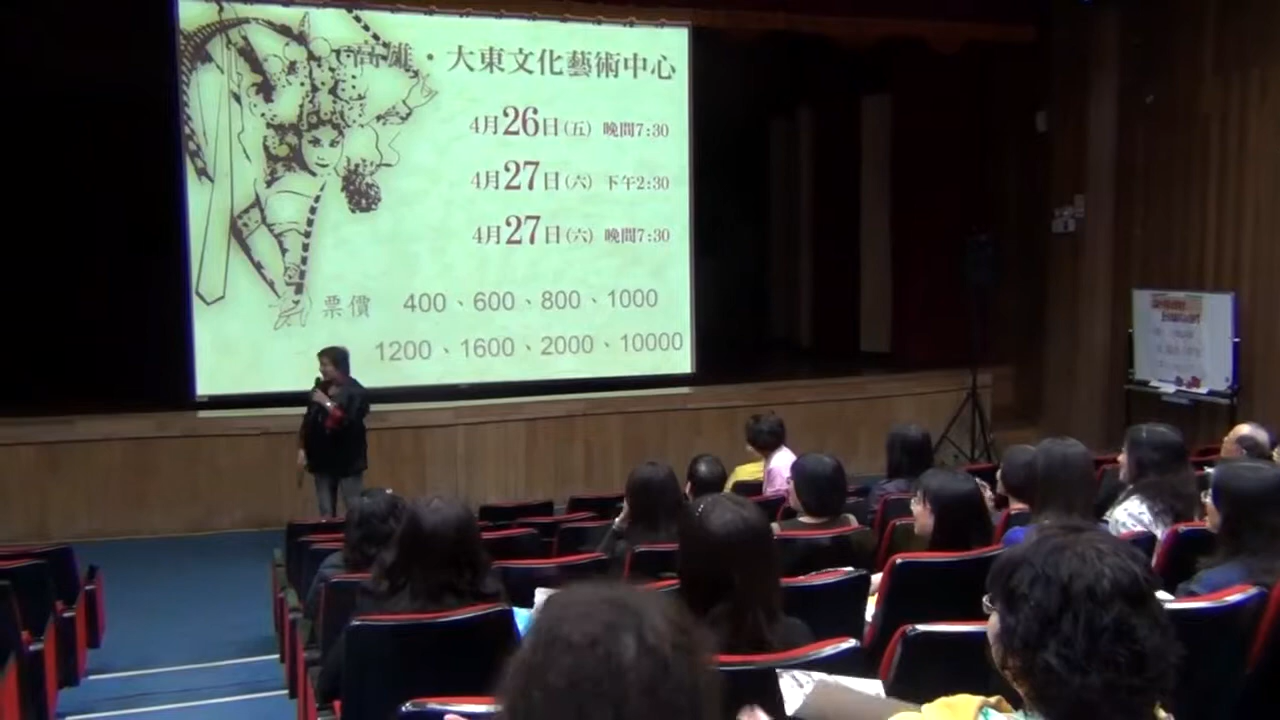 高雄・大東文化藝術中心
4月26日(五) 晚間7:30
4月27日(六) 下午2:30
4月27日(六) 晚間7:30
票價 400、600、800、1000
1200、1600、2000、10000